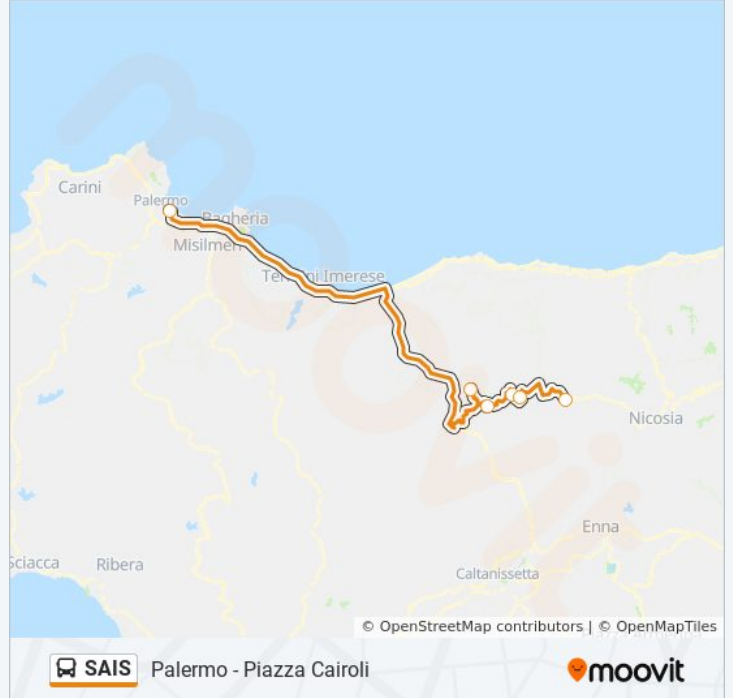 Carini
Palermo
Bagheria
Misilmeri
Termini Imerese
Nicosia
Enna
Sciacca
Ribera
Caltanissetta
© OpenStreetMap contributors | © OpenMapTiles
SAIS Palermo - Piazza Cairoli moovit